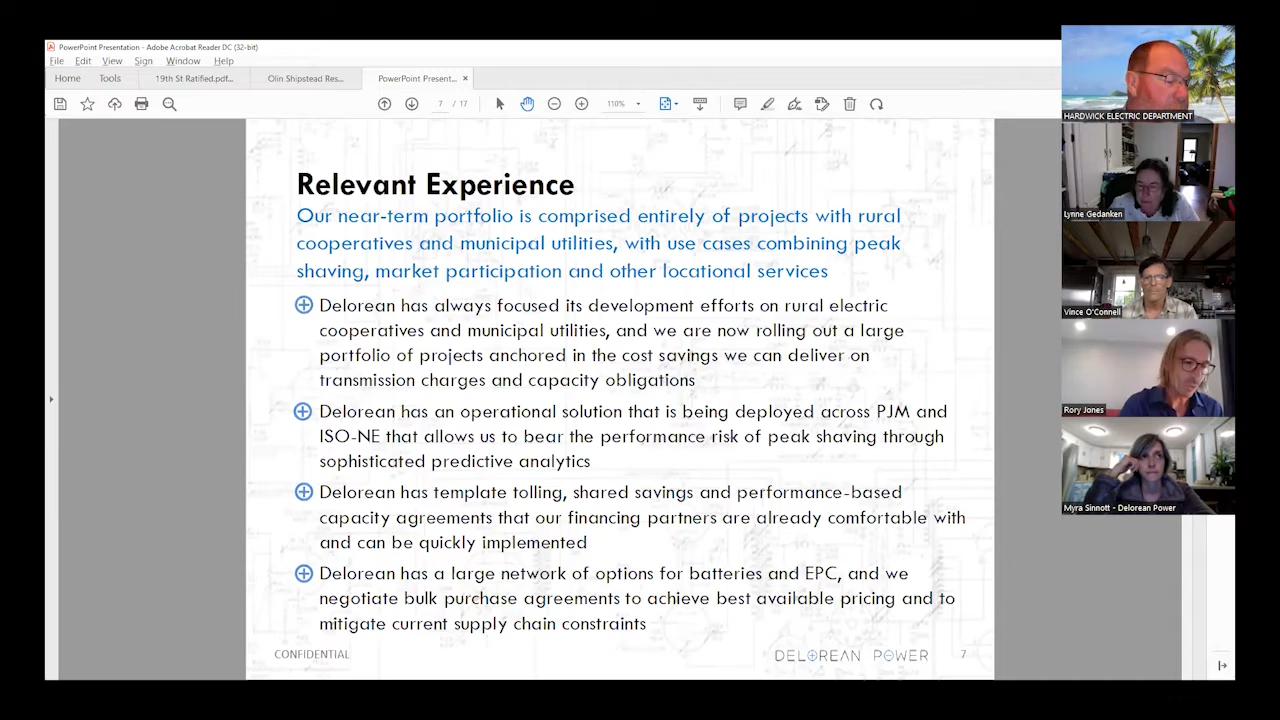 PowerPoint Presentation - Adobe Acrobat Reader DC (32-bit)
File Edit View Sign Window Help
Home Tools 19th St Ratified.pdf... Olin Shipstead Res... PowerPoint Present... ×
7 / 17 110%
Relevant Experience
Our near-term portfolio is comprised entirely of projects with rural
cooperatives and municipal utilities, with use cases combining peak
shaving, market participation and other locational services
Delorean has always focused its development efforts on rural electric
cooperatives and municipal utilities, and we are now rolling out a large
portfolio of projects anchored in the cost savings we can deliver on
transmission charges and capacity obligations
Delorean has an operational solution that is being deployed across PJM and
ISO-NE that allows us to bear the performance risk of peak shaving through
sophisticated predictive analytics
Delorean has template tolling, shared savings and performance-based
capacity agreements that our financing partners are already comfortable with
and can be quickly implemented
Delorean has a large network of options for batteries and EPC, and we
negotiate bulk purchase agreements to achieve best available pricing and to
mitigate current supply chain constraints
CONFIDENTIAL DELOREAN POWER 7
HARDWICK ELECTRIC DEPARTMENT
Lynne Gedanken
Vince O'Connell
Rory Jones
Myra Sinnott - Delorean Power